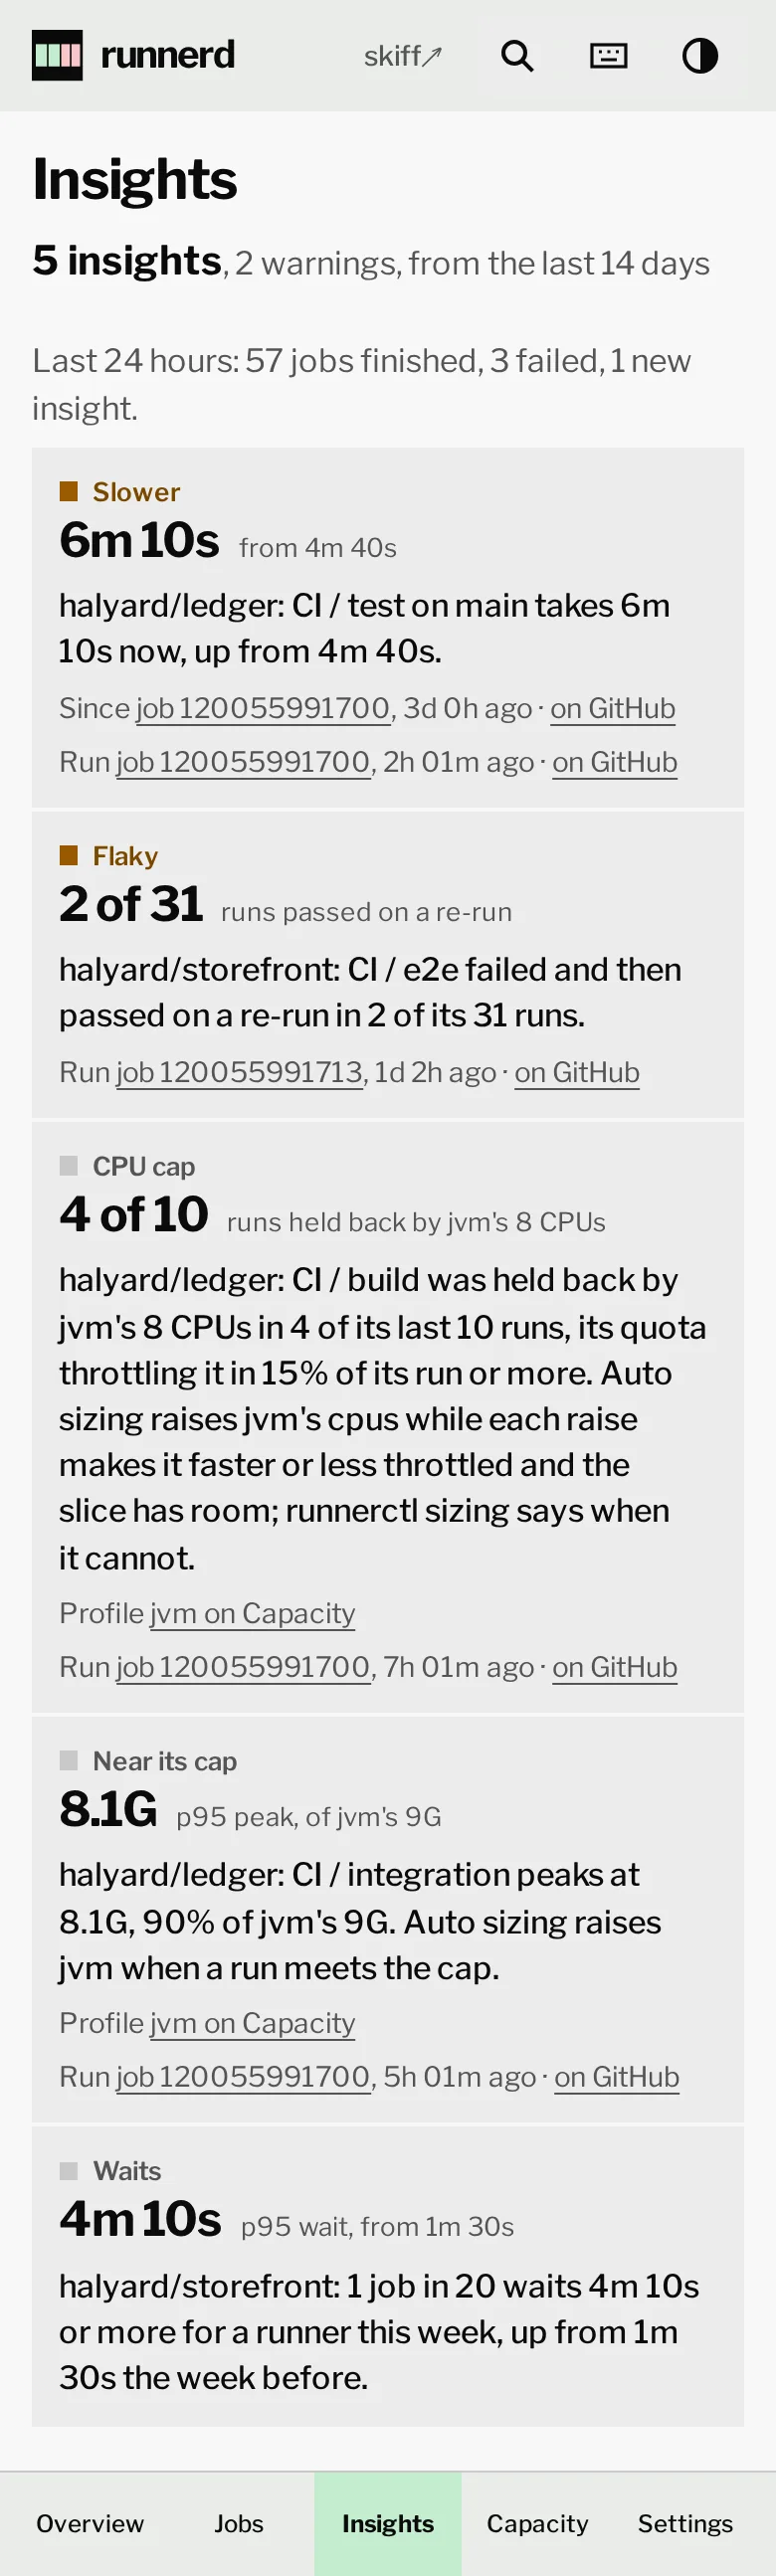 runnerd
skiff↗
Insights
5 insights, 2 warnings, from the last 14 days
Last 24 hours: 57 jobs finished, 3 failed, 1 new
insight.
Slower
6m 10s from 4m 40s
halyard/ledger: CI / test on main takes 6m
10s now, up from 4m 40s.
Since job 120055991700, 3d 0h ago · on GitHub
Run job 120055991700, 2h 01m ago · on GitHub
Flaky
2 of 31 runs passed on a re-run
halyard/storefront: CI / e2e failed and then
passed on a re-run in 2 of its 31 runs.
Run job 120055991713, 1d 2h ago · on GitHub
CPU cap
4 of 10 runs held back by jvm's 8 CPUs
halyard/ledger: CI / build was held back by
jvm's 8 CPUs in 4 of its last 10 runs, its quota
throttling it in 15% of its run or more. Auto
sizing raises jvm's cpus while each raise
makes it faster or less throttled and the
slice has room; runnerctl sizing says when
it cannot.
Profile jvm on Capacity
Run job 120055991700, 7h 01m ago · on GitHub
Near its cap
8.1G p95 peak, of jvm's 9G
halyard/ledger: CI / integration peaks at
8.1G, 90% of jvm's 9G. Auto sizing raises
jvm when a run meets the cap.
Profile jvm on Capacity
Run job 120055991700, 5h 01m ago · on GitHub
Waits
4m 10s p95 wait, from 1m 30s
halyard/storefront: 1 job in 20 waits 4m 10s
or more for a runner this week, up from 1m
30s the week before.
Overview Jobs Insights Capacity Settings